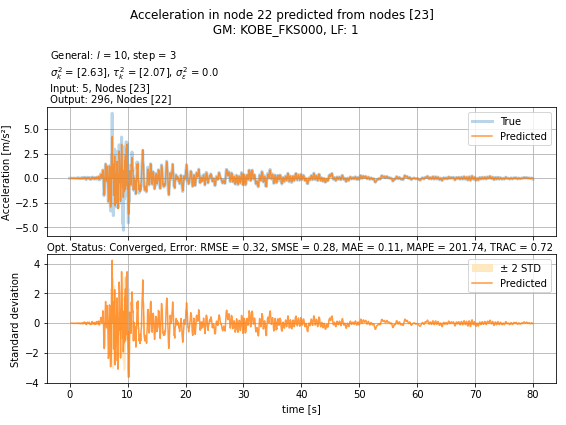 Acceleration in node 22 predicted from nodes [23]
GM: KOBE_FKS000, LF: 1
General: l = 10, step = 3
σ²ₖ = [2.63], τ²ₖ = [2.07], σ²ε = 0.0
Input: 5, Nodes [23]
Output: 296, Nodes [22]
True
Predicted
5.0
2.5
0.0
−2.5
−5.0
Acceleration [m/s²]
Opt. Status: Converged, Error: RMSE = 0.32, SMSE = 0.28, MAE = 0.11, MAPE = 201.74, TRAC = 0.72
± 2 STD
Predicted
4
2
0
−2
−4
Standard deviation
0 10 20 30 40 50 60 70 80
time [s]